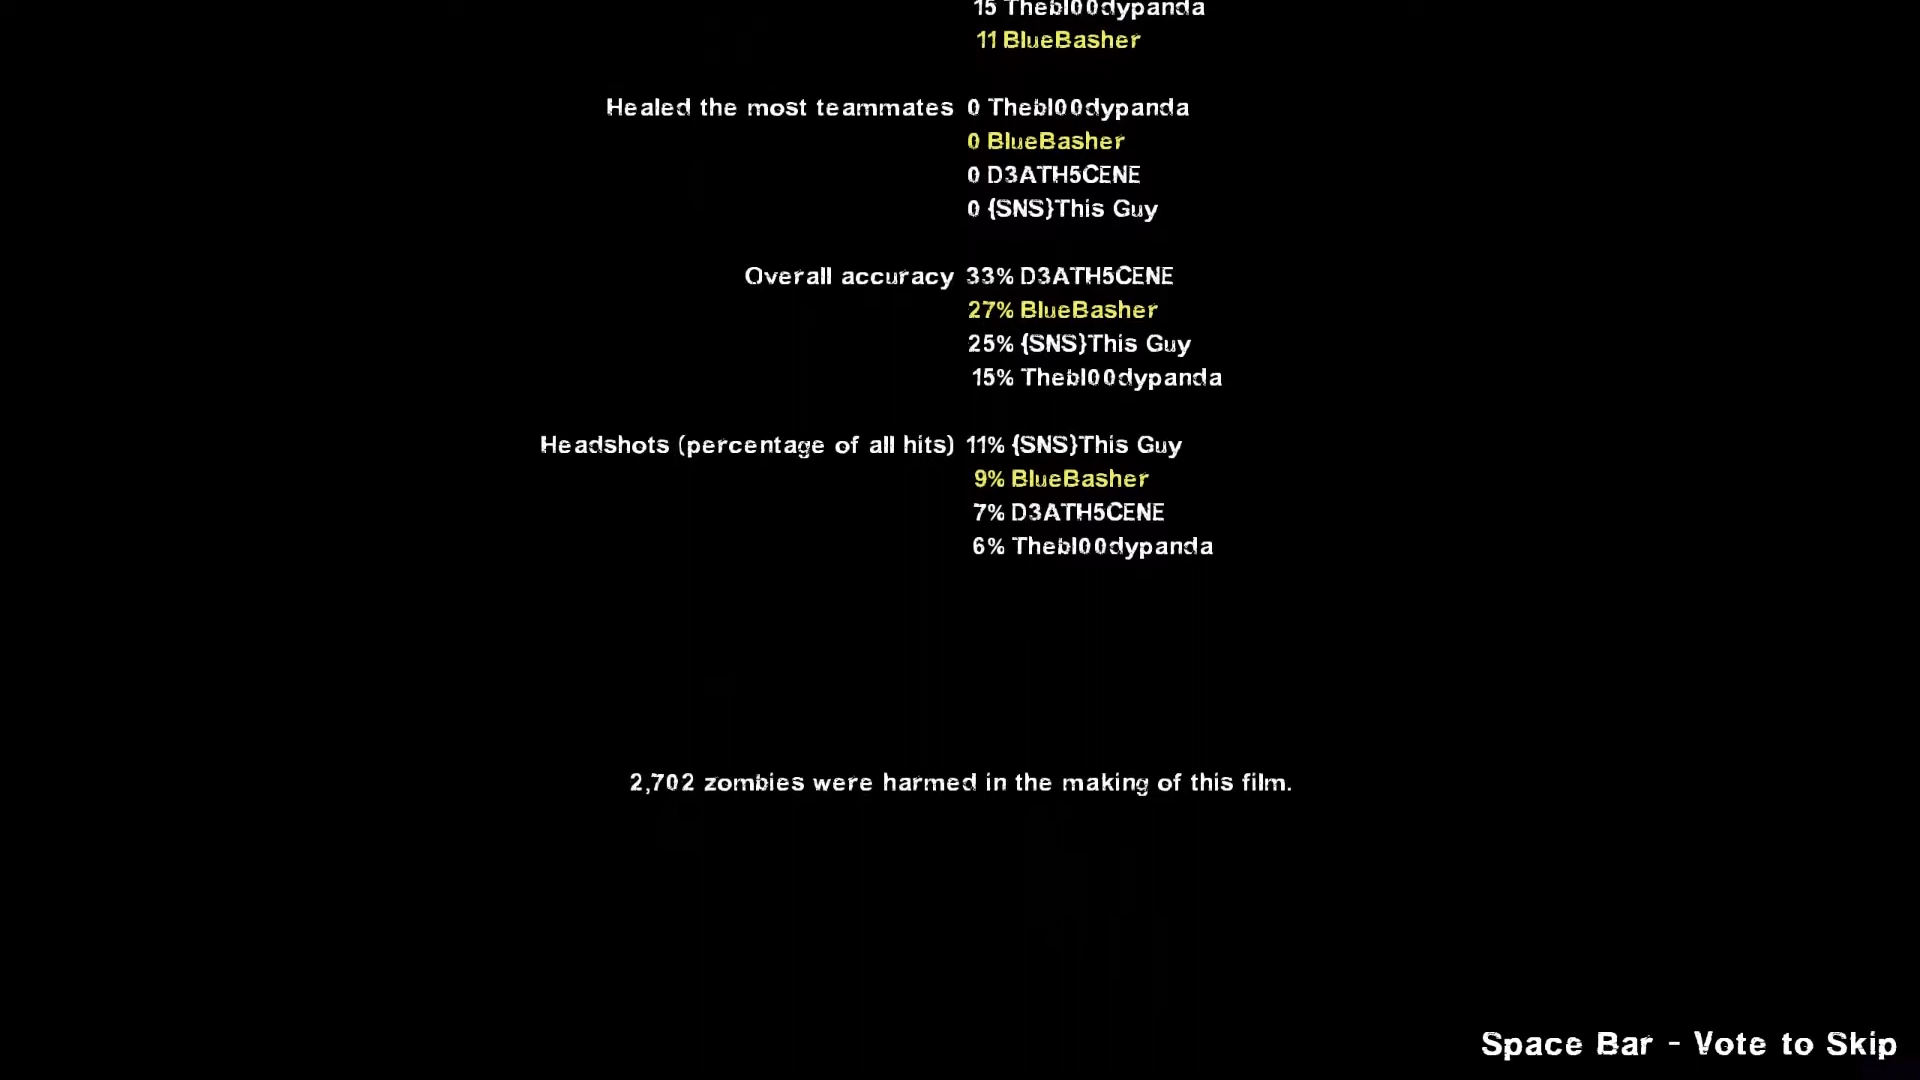 15 Thebl00dypanda
11 BlueBasher
Healed the most teammates 0 Thebl00dypanda
0 BlueBasher
0 D3ATH5CENE
0 {SNS}This Guy
Overall accuracy 33% D3ATH5CENE
27% BlueBasher
25% {SNS}This Guy
15% Thebl00dypanda
Headshots (percentage of all hits) 11% {SNS}This Guy
9% BlueBasher
7% D3ATH5CENE
6% Thebl00dypanda
2,702 zombies were harmed in the making of this film.
Space Bar - Vote to Skip